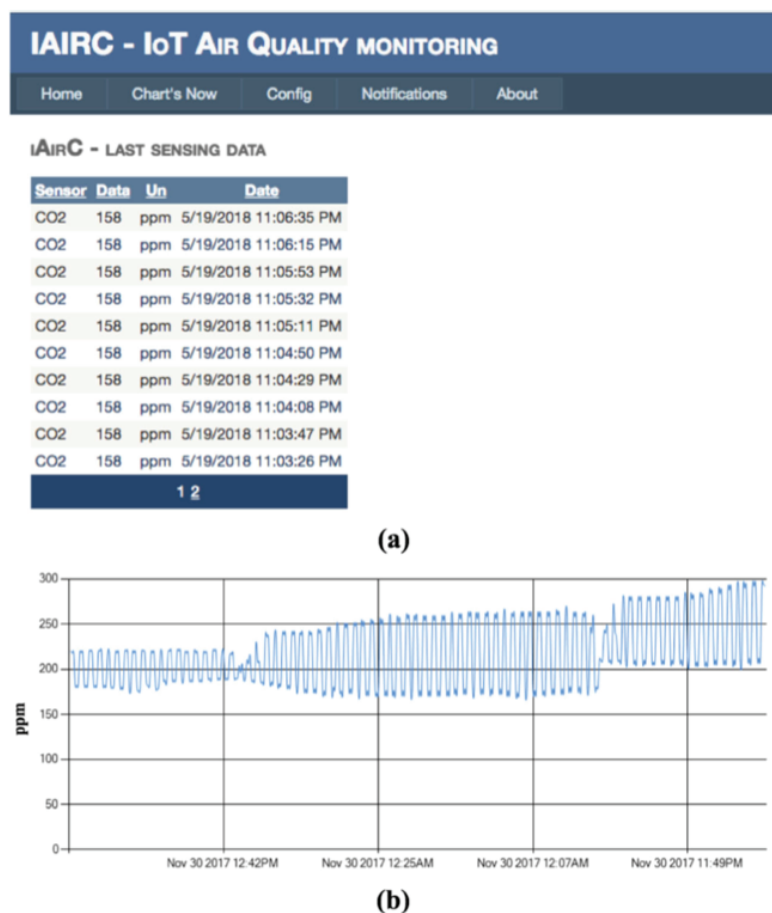 IAIRC - IOT AIR QUALITY MONITORING
Home Chart's Now Config Notifications About
IAIRC - LAST SENSING DATA
Sensor Data Un Date
CO2 158 ppm 5/19/2018 11:06:35 PM
CO2 158 ppm 5/19/2018 11:06:15 PM
CO2 158 ppm 5/19/2018 11:05:53 PM
CO2 158 ppm 5/19/2018 11:05:32 PM
CO2 158 ppm 5/19/2018 11:05:11 PM
CO2 158 ppm 5/19/2018 11:04:50 PM
CO2 158 ppm 5/19/2018 11:04:29 PM
CO2 158 ppm 5/19/2018 11:04:08 PM
CO2 158 ppm 5/19/2018 11:03:47 PM
CO2 158 ppm 5/19/2018 11:03:26 PM
1 2
(a)
300
250
200
150
100
50
0
ppm
Nov 30 2017 12:42PM Nov 30 2017 12:25AM Nov 30 2017 12:07AM Nov 30 2017 11:49PM
(b)